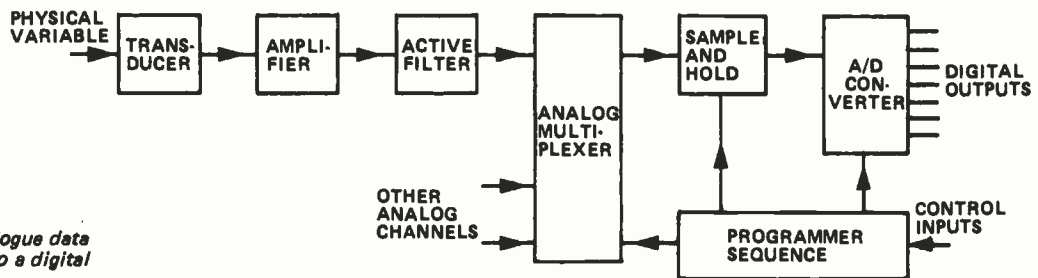 PHYSICAL
VARIABLE
TRANS-
DUCER
AMPLI-
FIER
ACTIVE
FILTER
ANALOG
MULTI-
PLEXER
SAMPLE
AND
HOLD
A/D
CON-
VERTER
DIGITAL
OUTPUTS
OTHER
ANALOG
CHANNELS
PROGRAMMER
SEQUENCE
CONTROL
INPUTS
ogue data
o a digital